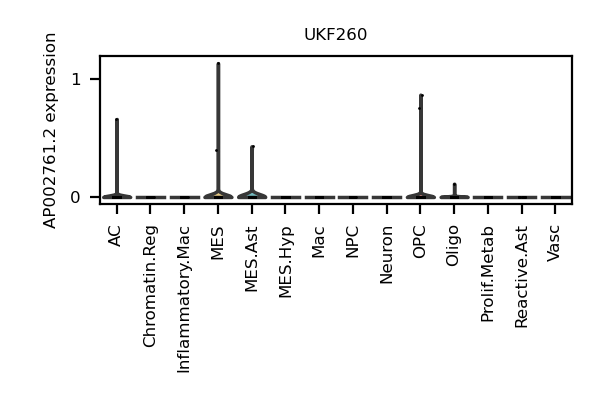 UKF260
AP002761.2 expression
1
0
AC
Chromatin.Reg
Inflammatory.Mac
MES
MES.Ast
MES.Hyp
Mac
NPC
Neuron
OPC
Oligo
Prolif.Metab
Reactive.Ast
Vasc